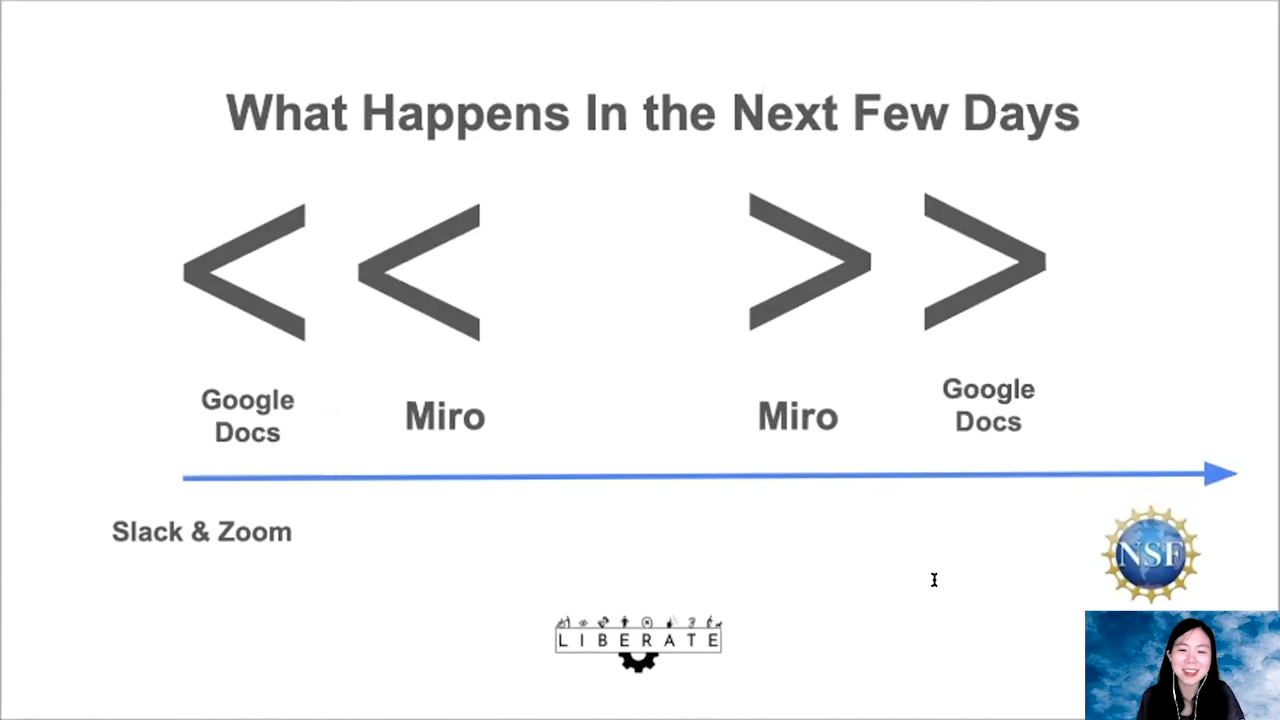 What Happens In the Next Few Days
< < > >
Google
Docs
Miro
Miro
Google
Docs
Slack & Zoom
NSF
LIBERATE